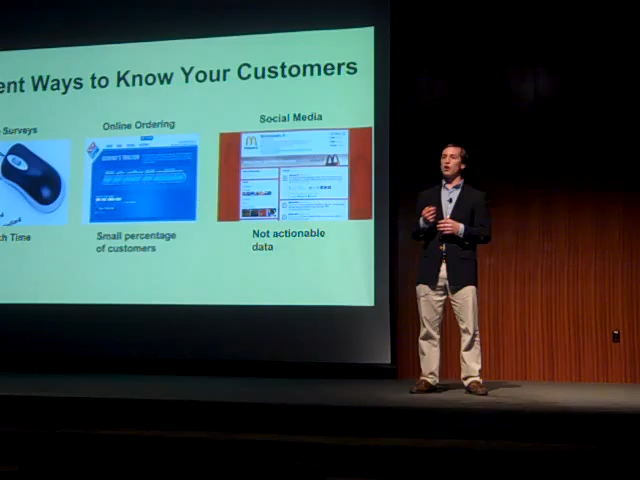 ent Ways to Know Your Customers
Surveys
Online Ordering
Social Media
ch Time
Small percentage
of customers
Not actionable
data